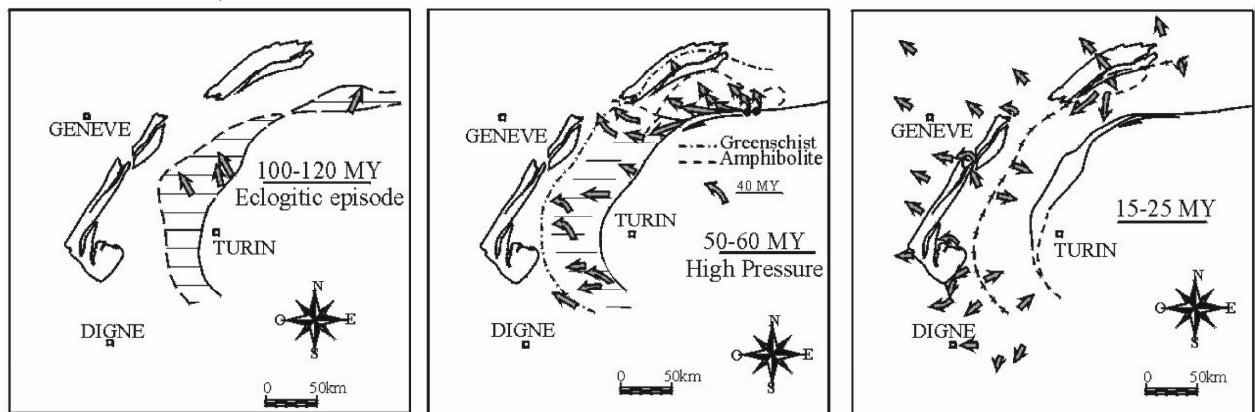 GENEVE
100-120 MY
Eclogitic episode
TURIN
DIGNE
N
O E
S
0 50km
GENEVE
Greenschist
Amphibolite
40 MY
TURIN
50-60 MY
High Pressure
DIGNE
N
O E
S
0 50km
GENEVE
15-25 MY
TURIN
DIGNE
N
O E
S
0 50km